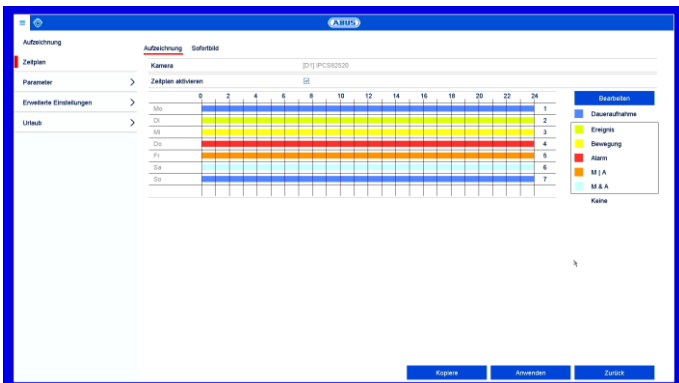 ABUS
Aufzeichnung
Zeitplan
Parameter
Erweiterte Einstellungen
Urlaub
Aufzeichnung Sofortbild
Kamera [D1] IPCS82520
Zeitplan aktivieren
0 2 4 6 8 10 12 14 16 18 20 22 24
Mo 1
Di 2
Mi 3
Do 4
Fr 5
Sa 6
So 7
Bearbeiten
Daueraufnahme
Ereignis
Bewegung
Alarm
M | A
M & A
Keine
Kopiere Anwenden Zurück